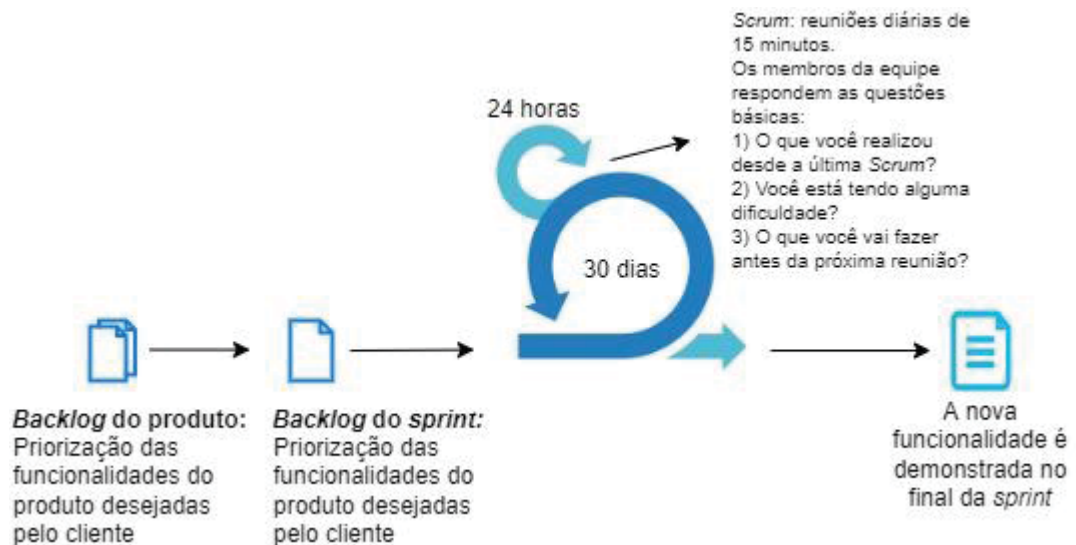 Scrum: reuniões diárias de
15 minutos.
Os membros da equipe
respondem as questões
básicas:
1) O que você realizou
desde a última Scrum?
2) Você está tendo alguma
dificuldade?
3) O que você vai fazer
antes da próxima reunião?
24 horas
30 dias
Backlog do produto:
Priorização das
funcionalidades do
produto desejadas
pelo cliente
Backlog do sprint:
Priorização das
funcionalidades do
produto desejadas
pelo cliente
A nova
funcionalidade é
demonstrada no
final da sprint